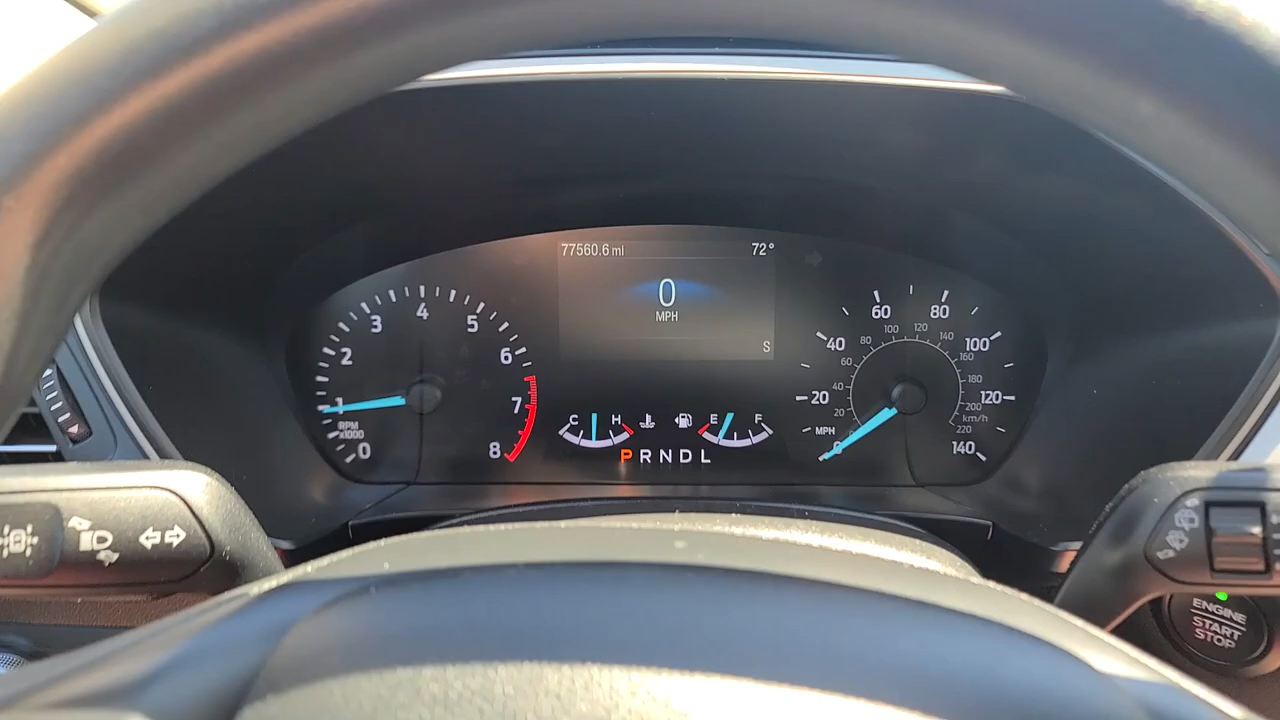 77560.6 mi 72°
0
MPH
S
0 1 2 3 4 5 6 7 8
RPM
x1000
C H
E F
P R N D L
0 20 40 60 80 100 120 140
MPH
20 40 60 80 100 120 140 160 180 200 220
km/h
ENGINE
START
STOP